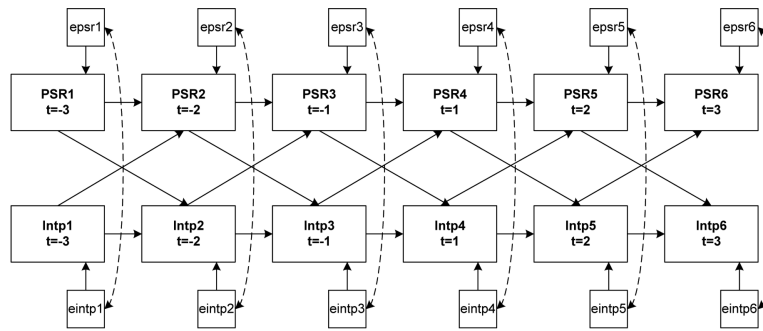 epsr1
epsr2
epsr3
epsr4
epsr5
epsr6
PSR1
t=-3
PSR2
t=-2
PSR3
t=-1
PSR4
t=1
PSR5
t=2
PSR6
t=3
Intp1
t=-3
Intp2
t=-2
Intp3
t=-1
Intp4
t=1
Intp5
t=2
Intp6
t=3
eintp1
eintp2
eintp3
eintp4
eintp5
eintp6